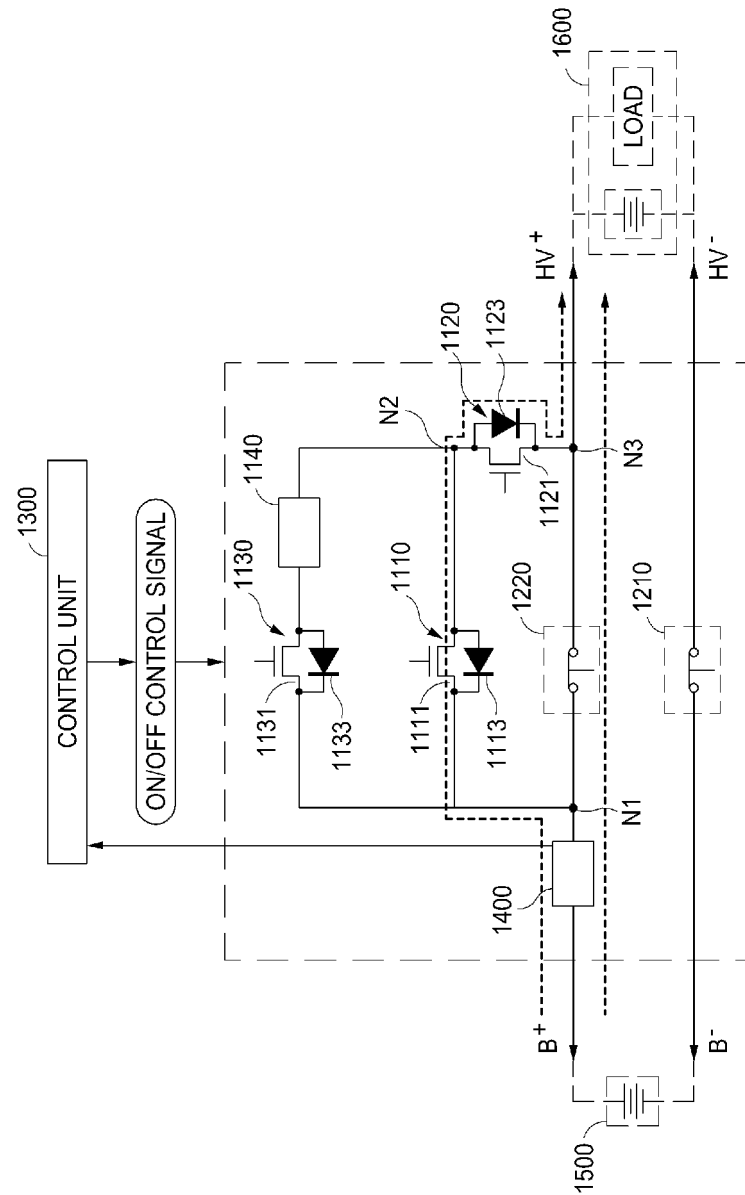 1300
CONTROL UNIT
ON/OFF CONTROL SIGNAL
1130
1140
1131
1133
N2
1120
1123
1110
1111
1113
1121
1220
1400
N1
N3
1210
B+
B-
HV+
HV-
1500
1600
LOAD